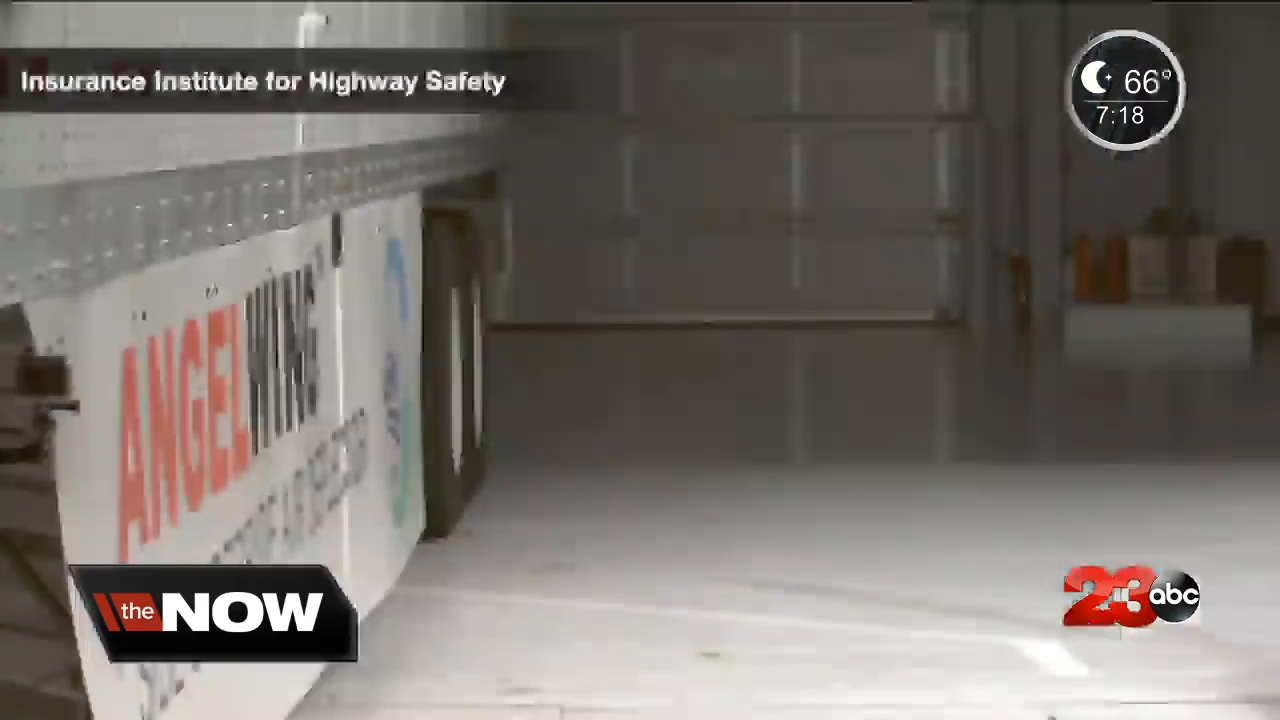 Insurance Institute for Highway Safety
66°
7:18
ANGELWING
the NOW
23 abc